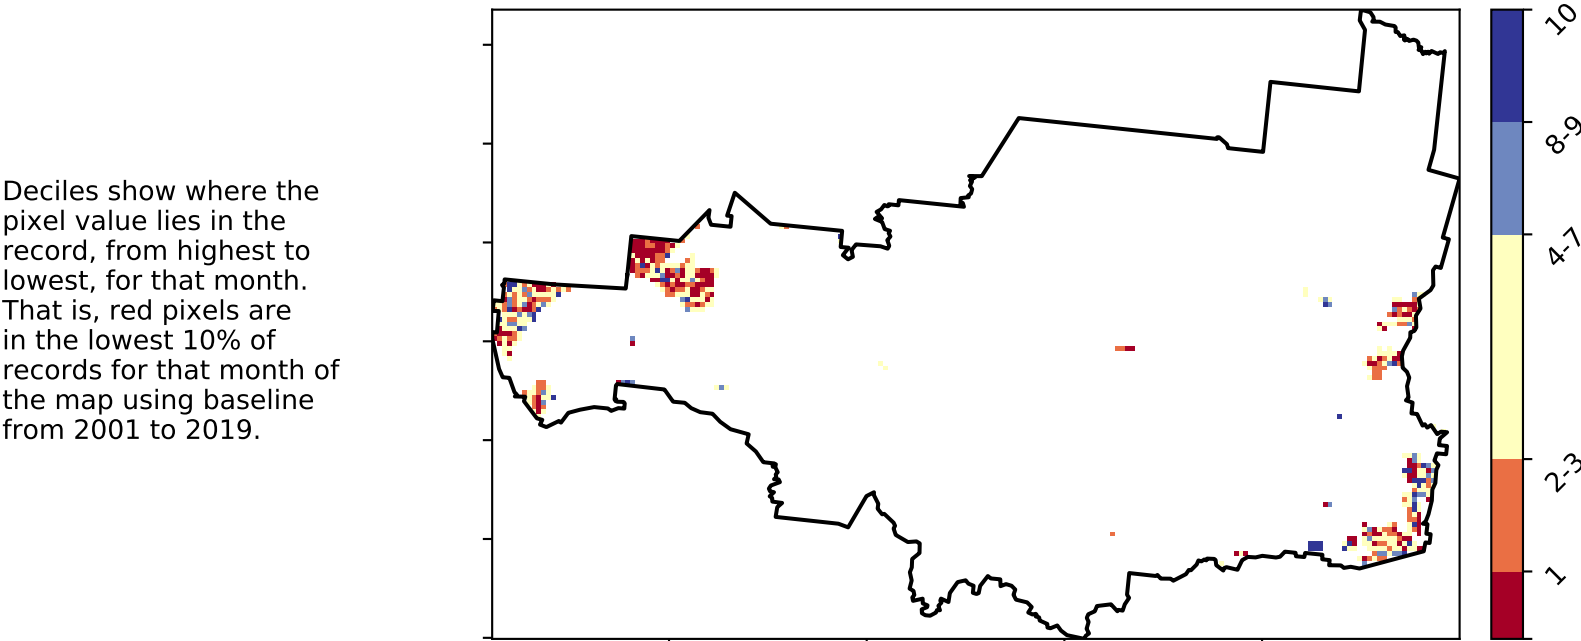 Deciles show where the
pixel value lies in the
record, from highest to
lowest, for that month.
That is, red pixels are
in the lowest 10% of
records for that month of
the map using baseline
from 2001 to 2019.
10
8-9
4-7
2-3
1